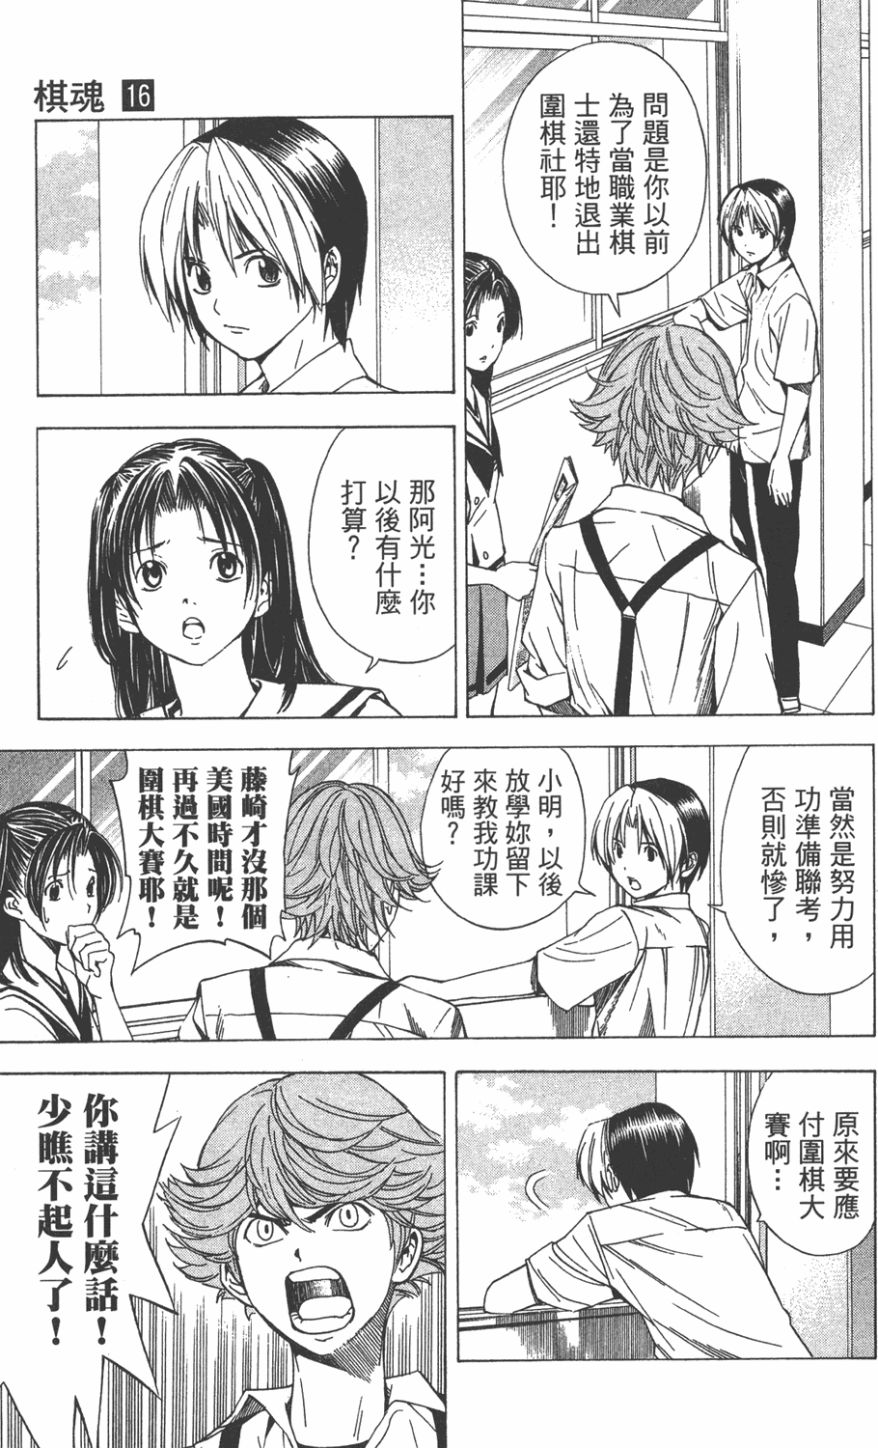 棋魂 16
問題是你以前
為了當職業棋
士還特地退出
圍棋社耶！
那阿光…你
以後有什麼
打算？
當然是努力用
功準備聯考，
否則就慘了，
小明，以後
放學妳留下
來教我功課
好嗎？
藤崎才沒那個
美國時間呢！
再過不久就是
圍棋大賽耶！
原來要應
付圍棋大
賽啊…
你講這什麼話！
少瞧不起人了！